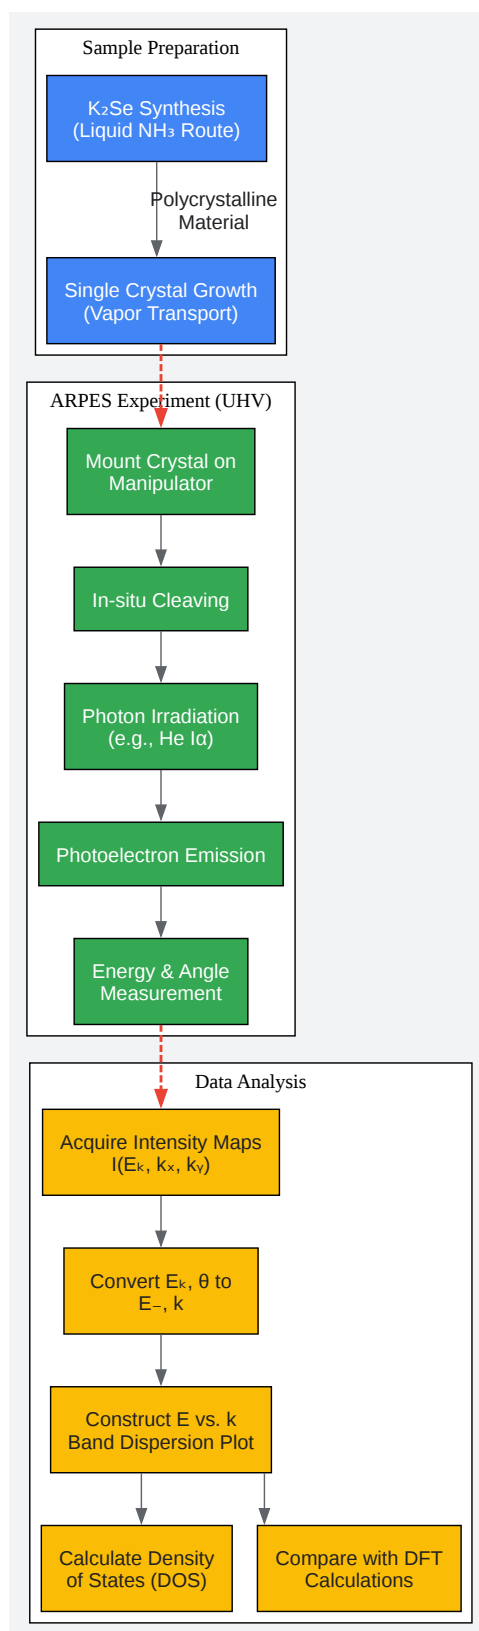 Sample Preparation
K₂Se Synthesis
(Liquid NH₃ Route)
Polycrystalline
Material
Single Crystal Growth
(Vapor Transport)
ARPES Experiment (UHV)
Mount Crystal on
Manipulator
In-situ Cleaving
Photon Irradiation
(e.g., He Iα)
Photoelectron Emission
Energy & Angle
Measurement
Data Analysis
Acquire Intensity Maps
I(Eₖ, kₓ, kᵧ)
Convert Eₖ, θ to
E₋, k
Construct E vs. k
Band Dispersion Plot
Calculate Density
of States (DOS)
Compare with DFT
Calculations